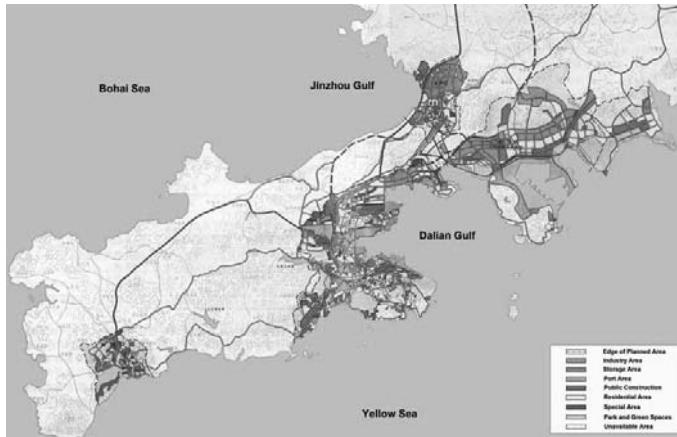 Bohai Sea
Jinzhou Gulf
Dalian Gulf
Yellow Sea
Edge of Planned Area
Industry Area
Storage Area
Port Area
Public Construction
Residential Area
Special Area
Park and Green Spaces
Unavailable Area